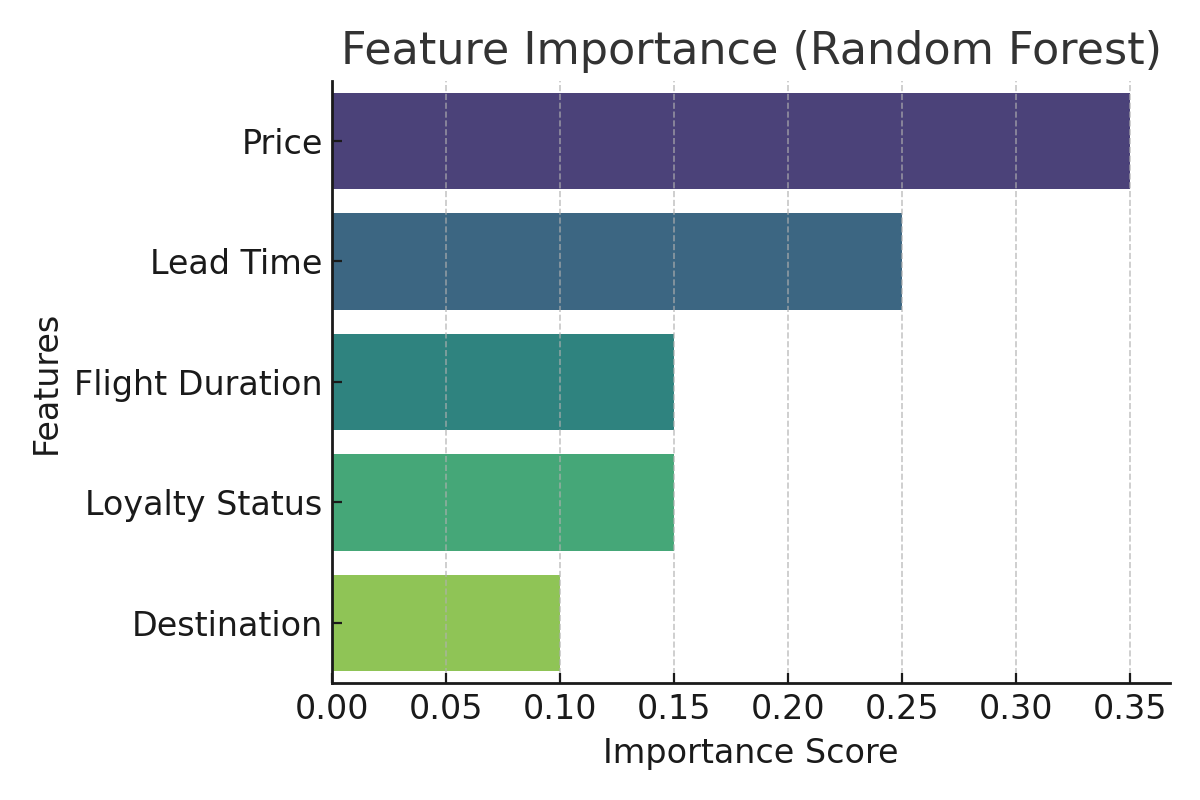 Feature Importance (Random Forest)
Features
Price
Lead Time
Flight Duration
Loyalty Status
Destination
0.00 0.05 0.10 0.15 0.20 0.25 0.30 0.35
Importance Score